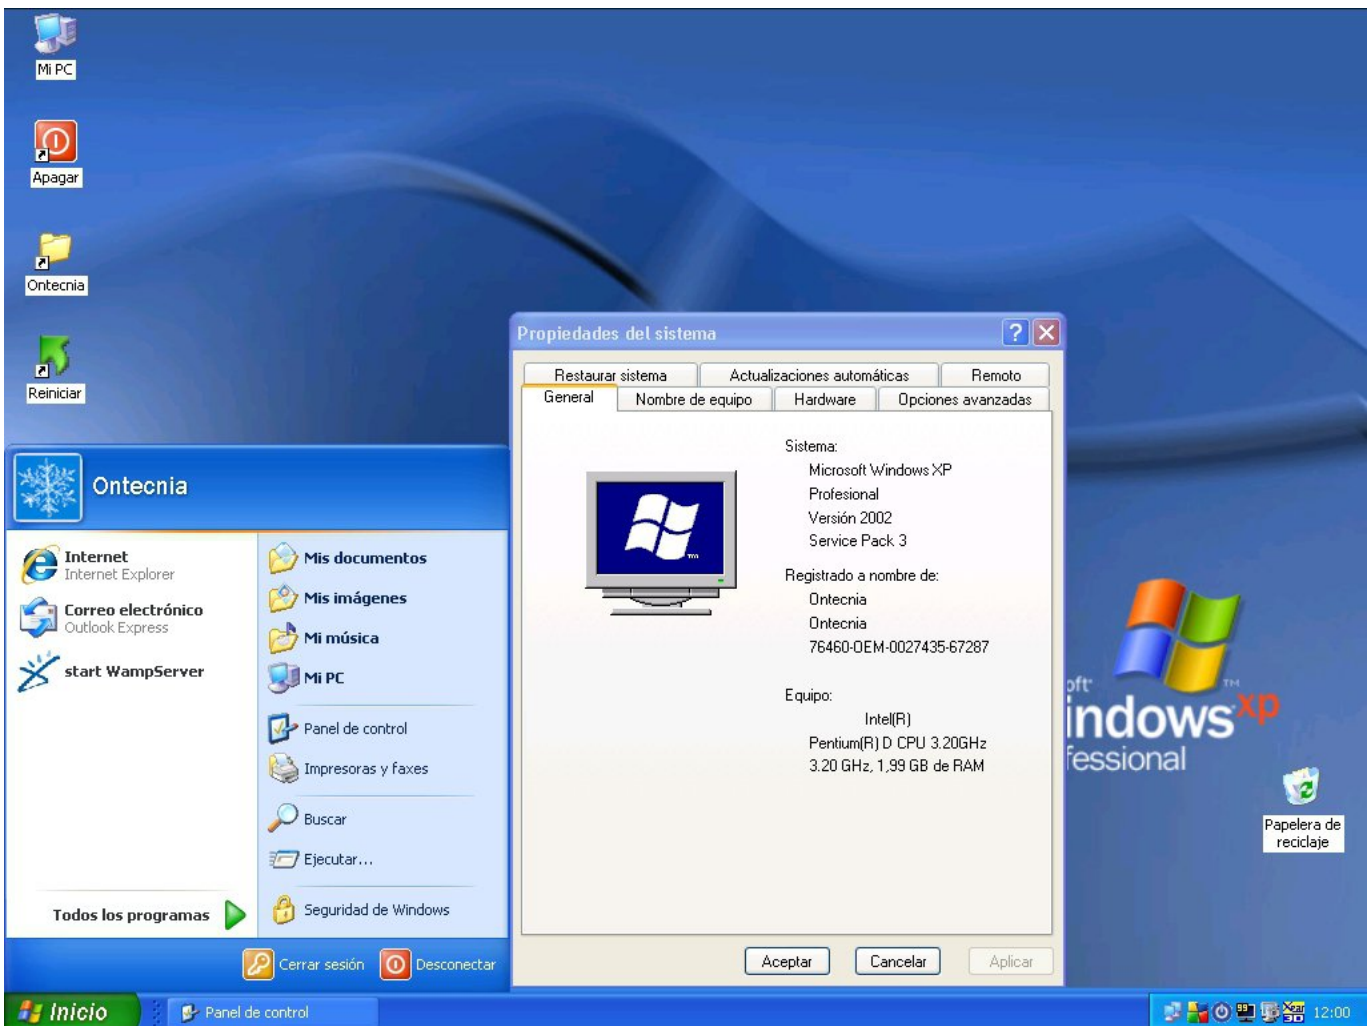 Mi PC
Apagar
Ontecnia
Reiniciar
Propiedades del sistema
Restaurar sistema
Actualizaciones automáticas
Remoto
General
Nombre de equipo
Hardware
Opciones avanzadas
Sistema:
Microsoft Windows XP
Profesional
Versión 2002
Service Pack 3
Registrado a nombre de:
Ontecnia
Ontecnia
76460-OEM-0027435-67287
Equipo:
Intel(R)
Pentium(R) D CPU 3.20GHz
3.20 GHz, 1,99 GB de RAM
Aceptar
Cancelar
Aplicar
Ontecnia
Internet
Internet Explorer
Correo electrónico
Outlook Express
start WampServer
Todos los programas
Mis documentos
Mis imágenes
Mi música
Mi PC
Panel de control
Impresoras y faxes
Buscar
Ejecutar...
Seguridad de Windows
Cerrar sesión
Desconectar
oft
TM
indows xp
fessional
Papelera de
reciclaje
Inicio
Panel de control
99
Xear
3D
12:00